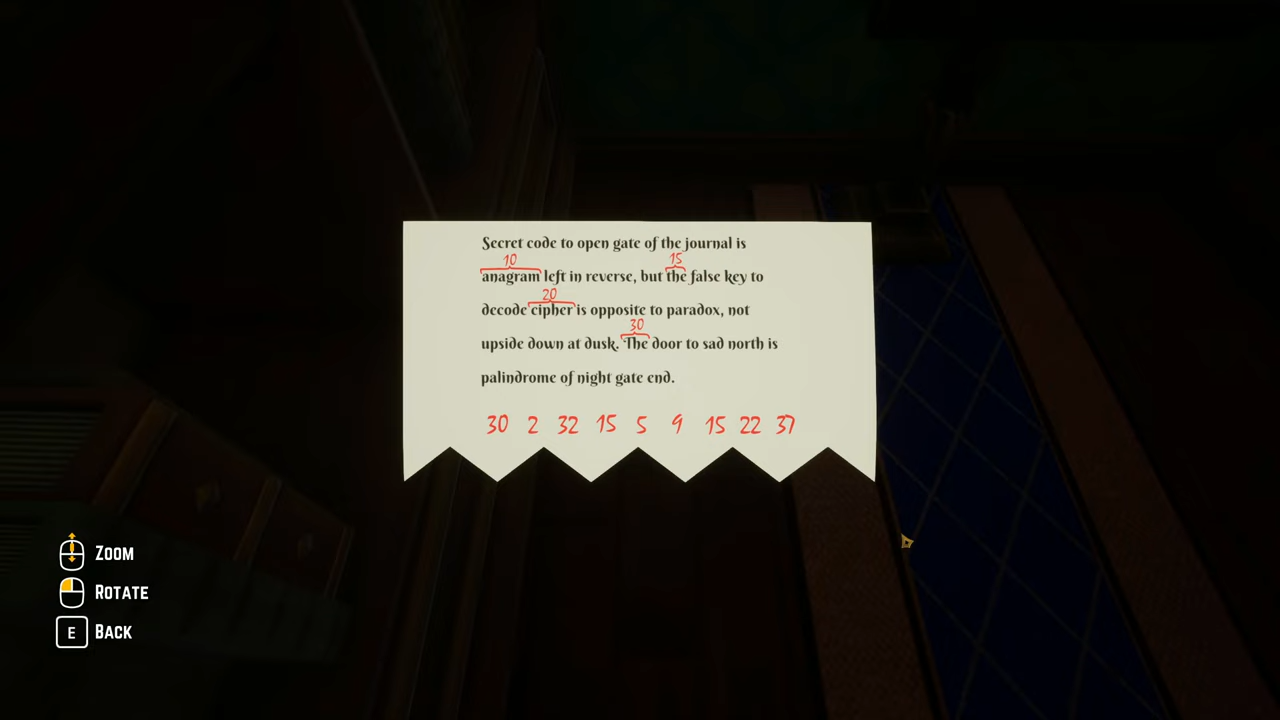 Secret code to open gate of the journal is
10 15
anagram left in reverse, but the false key to
20
decode cipher is opposite to paradox, not
30
upside down at dusk. The door to sad north is
palindrome of night gate end.
30 2 32 15 5 9 15 22 37
ZOOM
ROTATE
E BACK